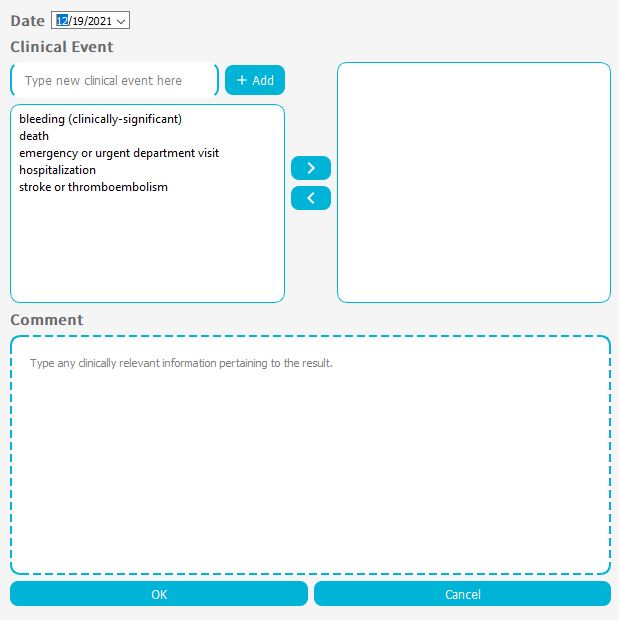 Date 12/19/2021
Clinical Event
Type new clinical event here + Add
bleeding (clinically-significant)
death
emergency or urgent department visit
hospitalization
stroke or thromboembolism
>
<
Comment
Type any clinically relevant information pertaining to the result.
OK Cancel